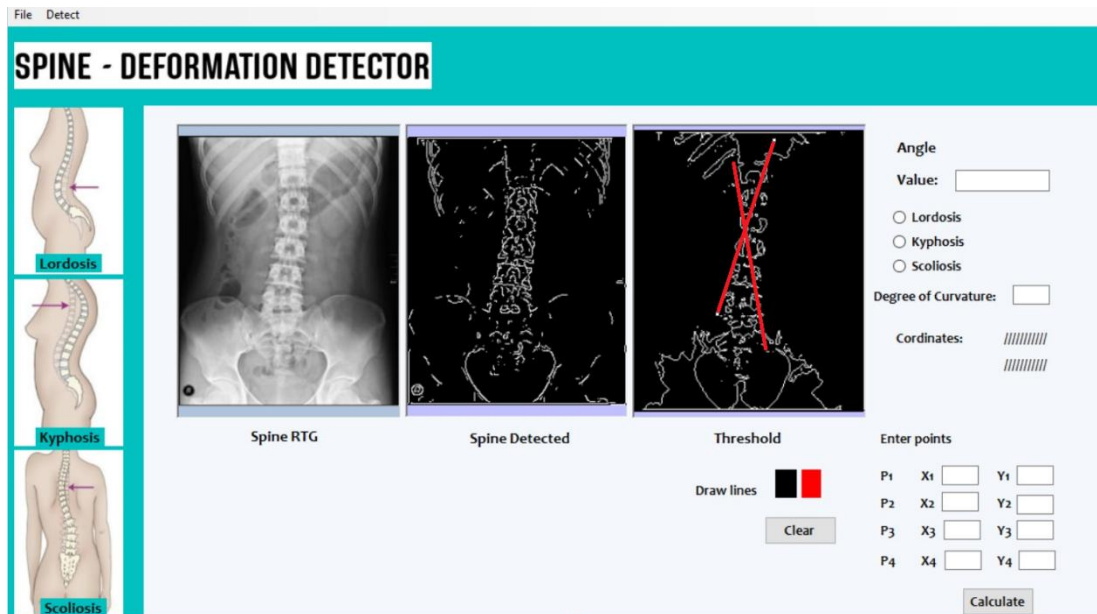 File Detect
SPINE - DEFORMATION DETECTOR
Lordosis
Kyphosis
Scoliosis
Spine RTG
Spine Detected
Threshold
Draw lines
Clear
Angle
Value:
Lordosis
Kyphosis
Scoliosis
Degree of Curvature:
Cordinates: ///////////
///////////
Enter points
P1 X1 Y1
P2 X2 Y2
P3 X3 Y3
P4 X4 Y4
Calculate